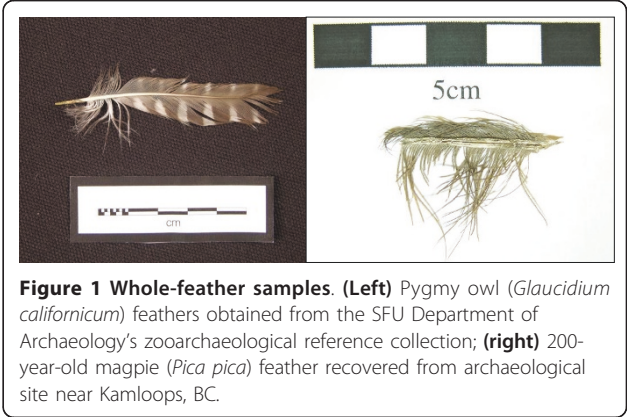 5cm
cm
Figure 1 Whole-feather samples. (Left) Pygmy owl (Glaucidium
californicum) feathers obtained from the SFU Department of
Archaeology's zooarchaeological reference collection; (right) 200-
year-old magpie (Pica pica) feather recovered from archaeological
site near Kamloops, BC.